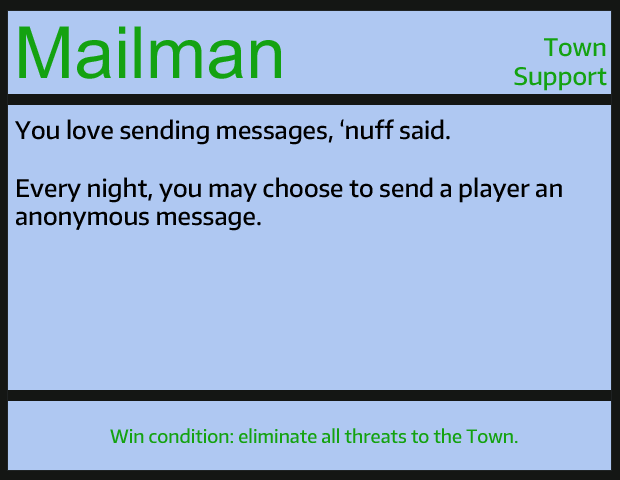 Mailman
Town
Support
You love sending messages, ‘nuff said.
Every night, you may choose to send a player an
anonymous message.
Win condition: eliminate all threats to the Town.